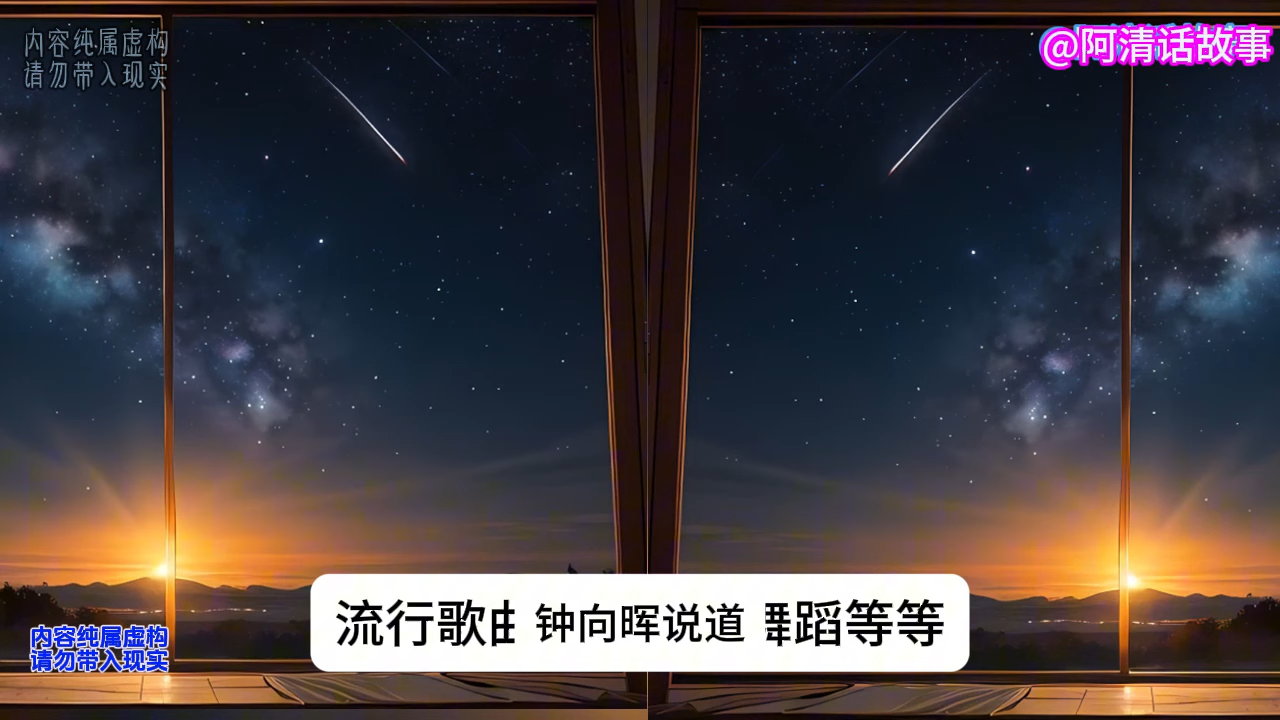 内容纯属虚构
请勿带入现实
@阿清话故事
流行歌 钟向晖说道 蹈等等
内容纯属虚构
请勿带入现实